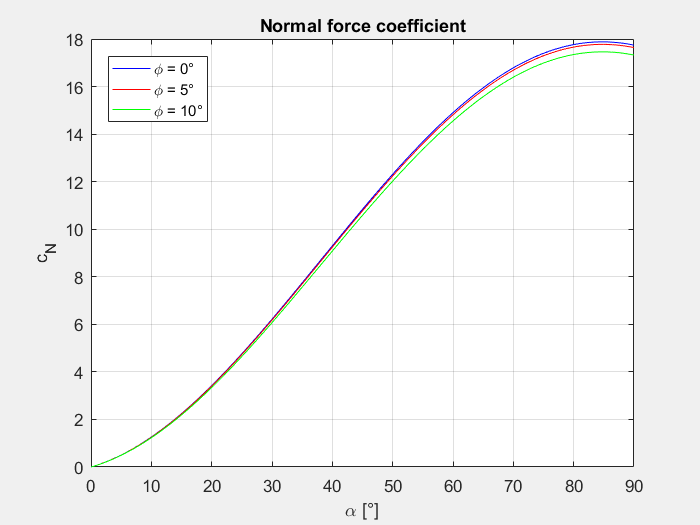 Normal force coefficient
18
16
14
12
10
8
6
4
2
0
ϕ = 0°
ϕ = 5°
ϕ = 10°
c_N
0 10 20 30 40 50 60 70 80 90
α [°]